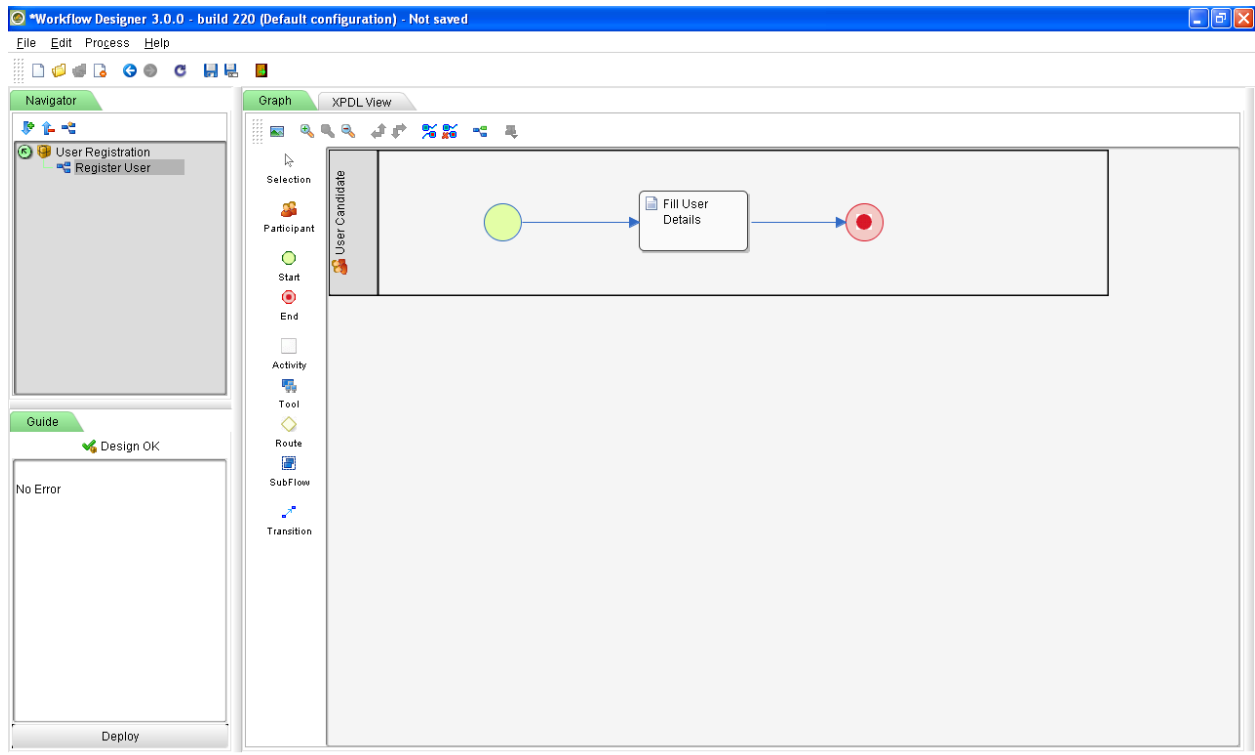 *Workflow Designer 3.0.0 - build 220 (Default configuration) - Not saved
File Edit Process Help
Navigator
User Registration
Register User
Guide
Design OK
No Error
Deploy
Graph
XPDL View
Selection
Participant
Start
End
Activity
Tool
Route
SubFlow
Transition
User Candidate
Fill User
Details